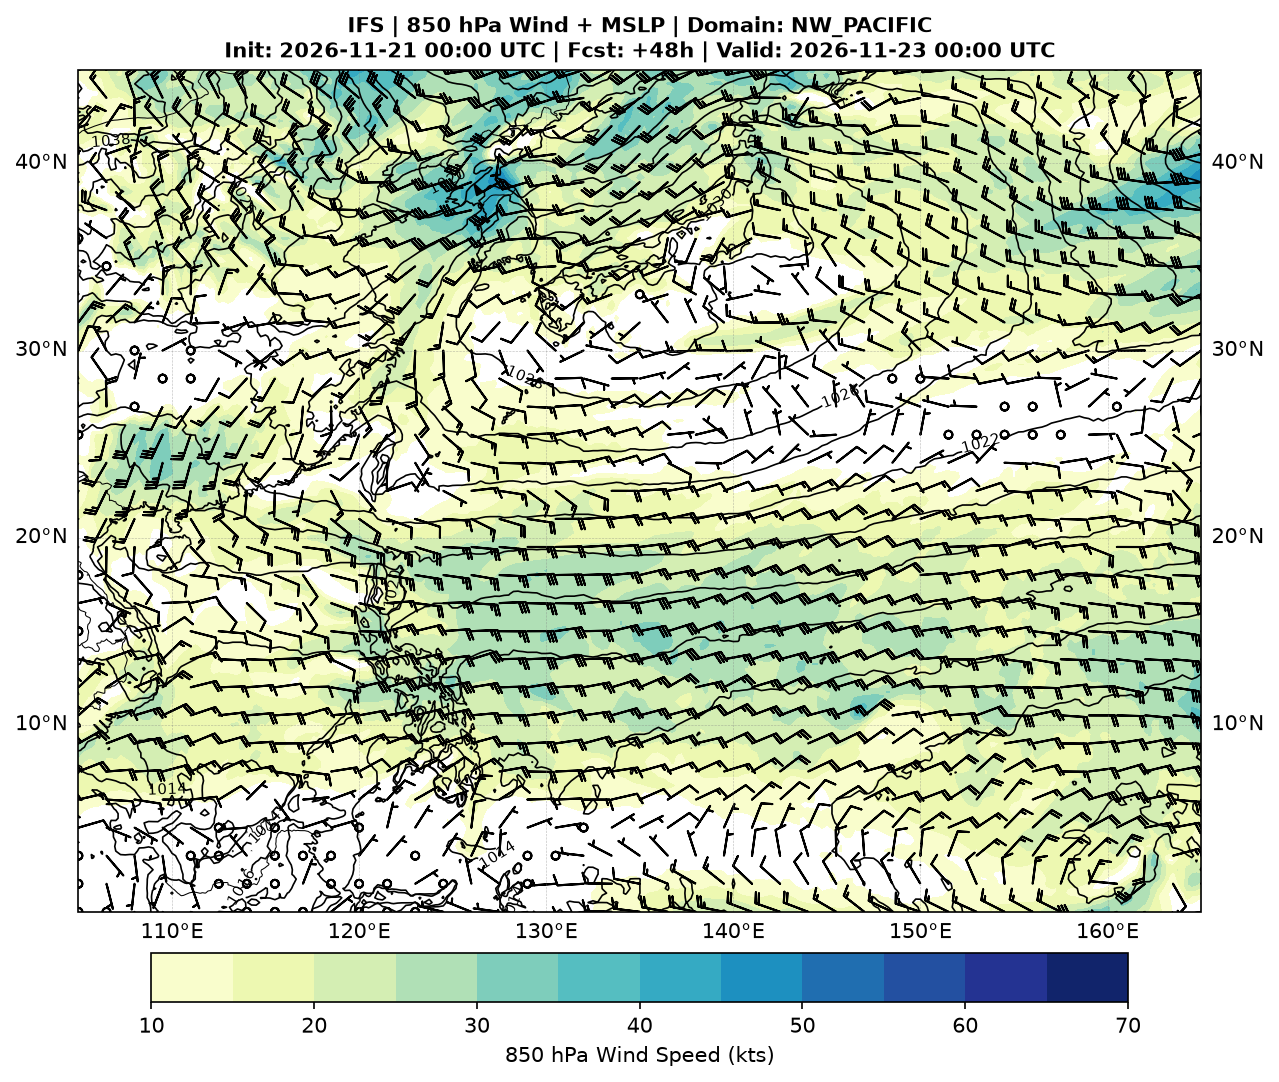 IFS | 850 hPa Wind + MSLP | Domain: NW_PACIFIC
Init: 2026-11-21 00:00 UTC | Fcst: +48h | Valid: 2026-11-23 00:00 UTC
1038
40°N 40°N
30°N 30°N
1026
1022
20°N 20°N
10°N 10°N
1014
1014
1014
110°E 120°E 130°E 140°E 150°E 160°E
10 20 30 40 50 60 70
850 hPa Wind Speed (kts)